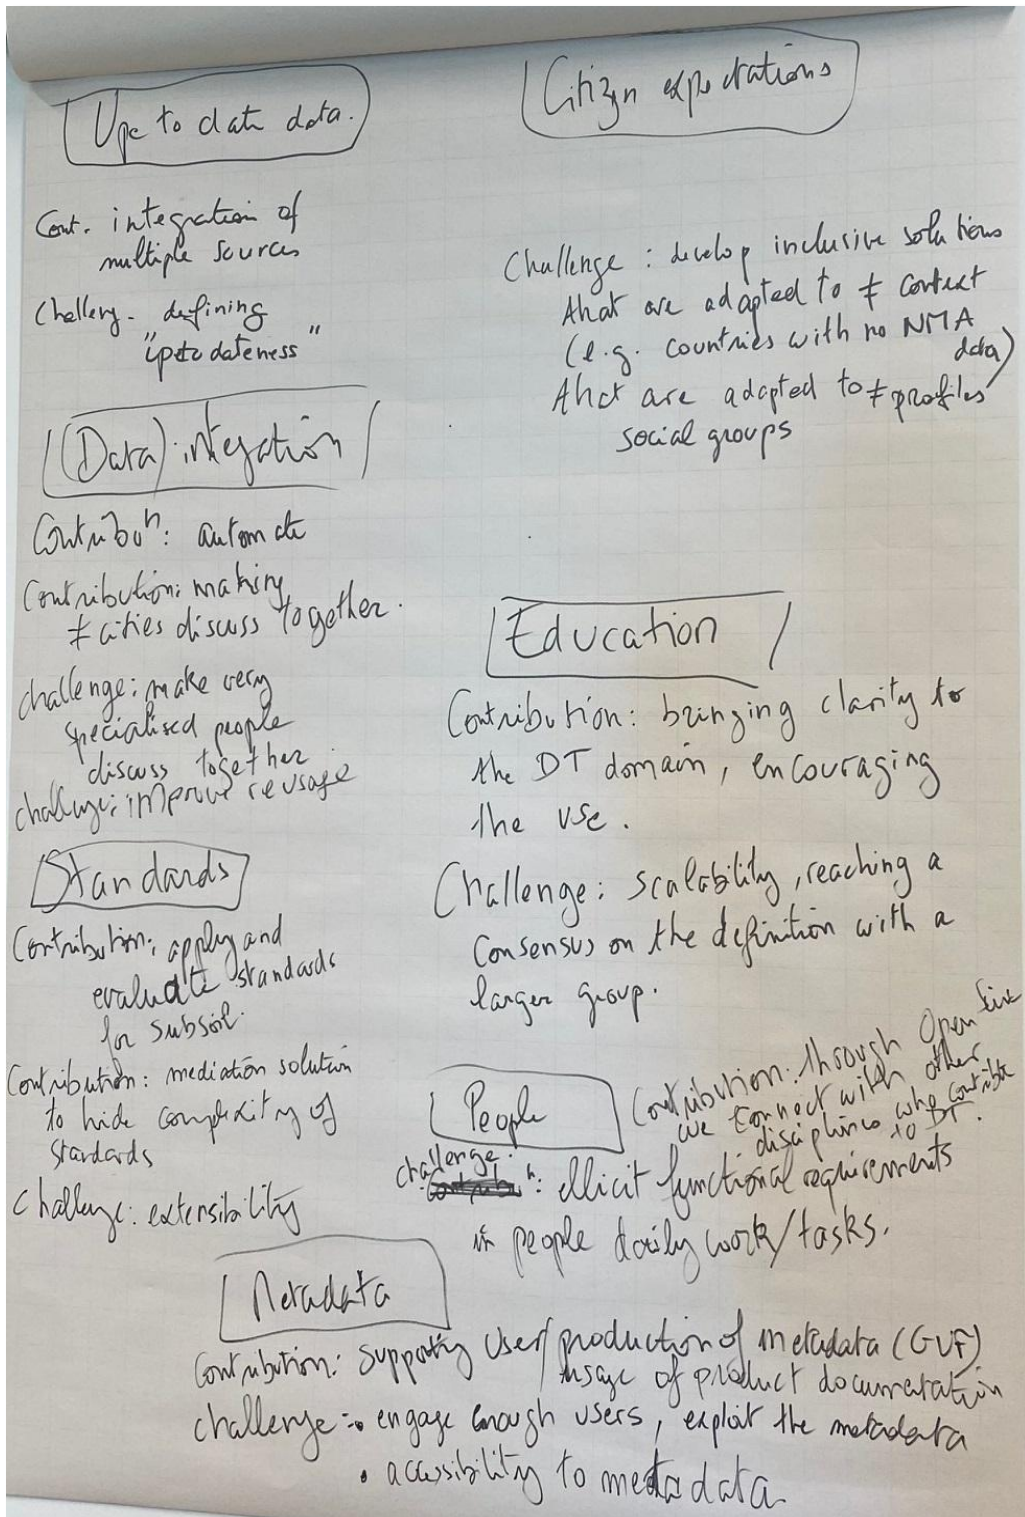 Up to date data.
Cont. integration of
multiple sources
Challeng. defining
"uptodateness"
(Data) integration
Contribuⁿ: automate
Contribution: making
≠ cities discuss together.
challenge: make very
specialised people
discuss together
challenge: improve reusage
Standards
Contribution: apply and
evaluate standards
for subsoil.
Contribution: mediation solution
to hide complexity of
standards
Challenge: extensibility
Citizen expectations
Challenge: develop inclusive solutions
that are adapted to ≠ context
(e.g. countries with no NMA
data)
that are adapted to ≠ profiles
social groups
Education
Contribution: bringing clarity to
the DT domain, encouraging
the use.
Challenge: scalability, reaching a
consensus on the definition with a
larger group.
People
Contribution: through Open
we connect with other
disciplines who contribute
to DT.
challenge:
ellicit functional requirements
in people daily work/tasks.
Metadata
Contribution: supporting user/production of metadata (GUF)
usage of product documentation
challenge: • engage enough users, exploit the metadata
• accessibility to metadata